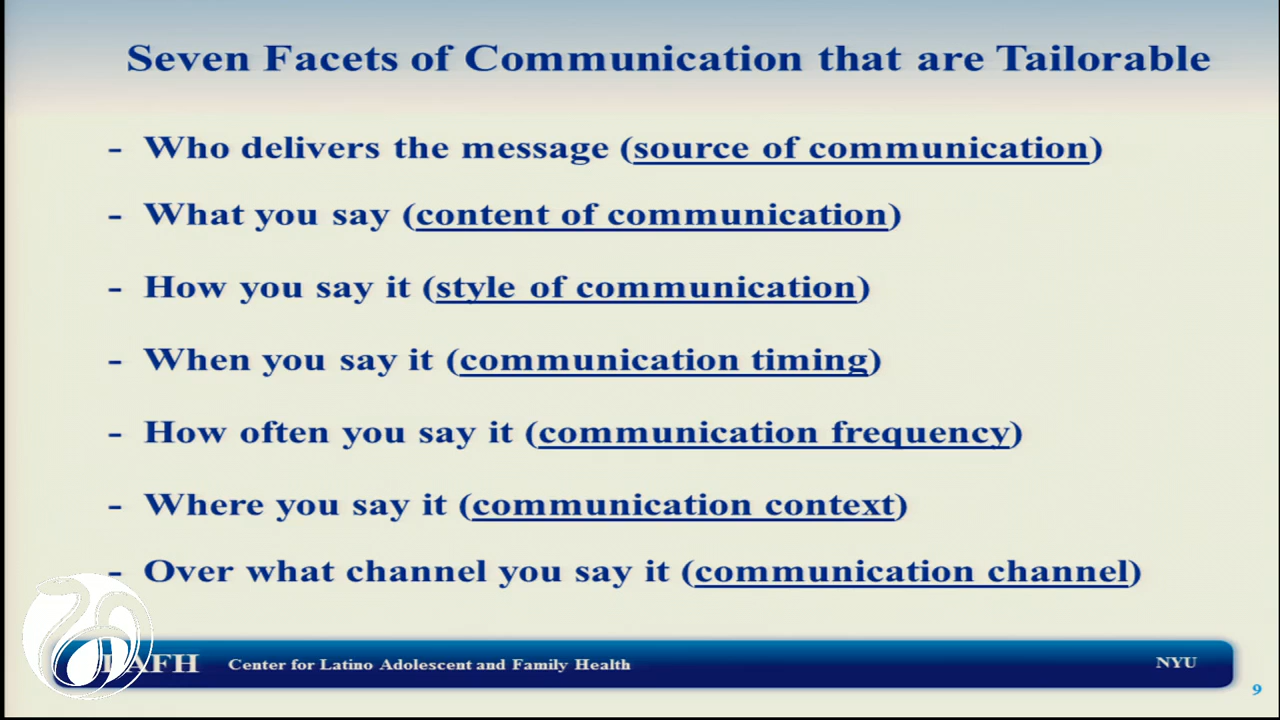 Seven Facets of Communication that are Tailorable
- Who delivers the message (source of communication)
- What you say (content of communication)
- How you say it (style of communication)
- When you say it (communication timing)
- How often you say it (communication frequency)
- Where you say it (communication context)
- Over what channel you say it (communication channel)
Center for Latino Adolescent and Family Health
NYU
9